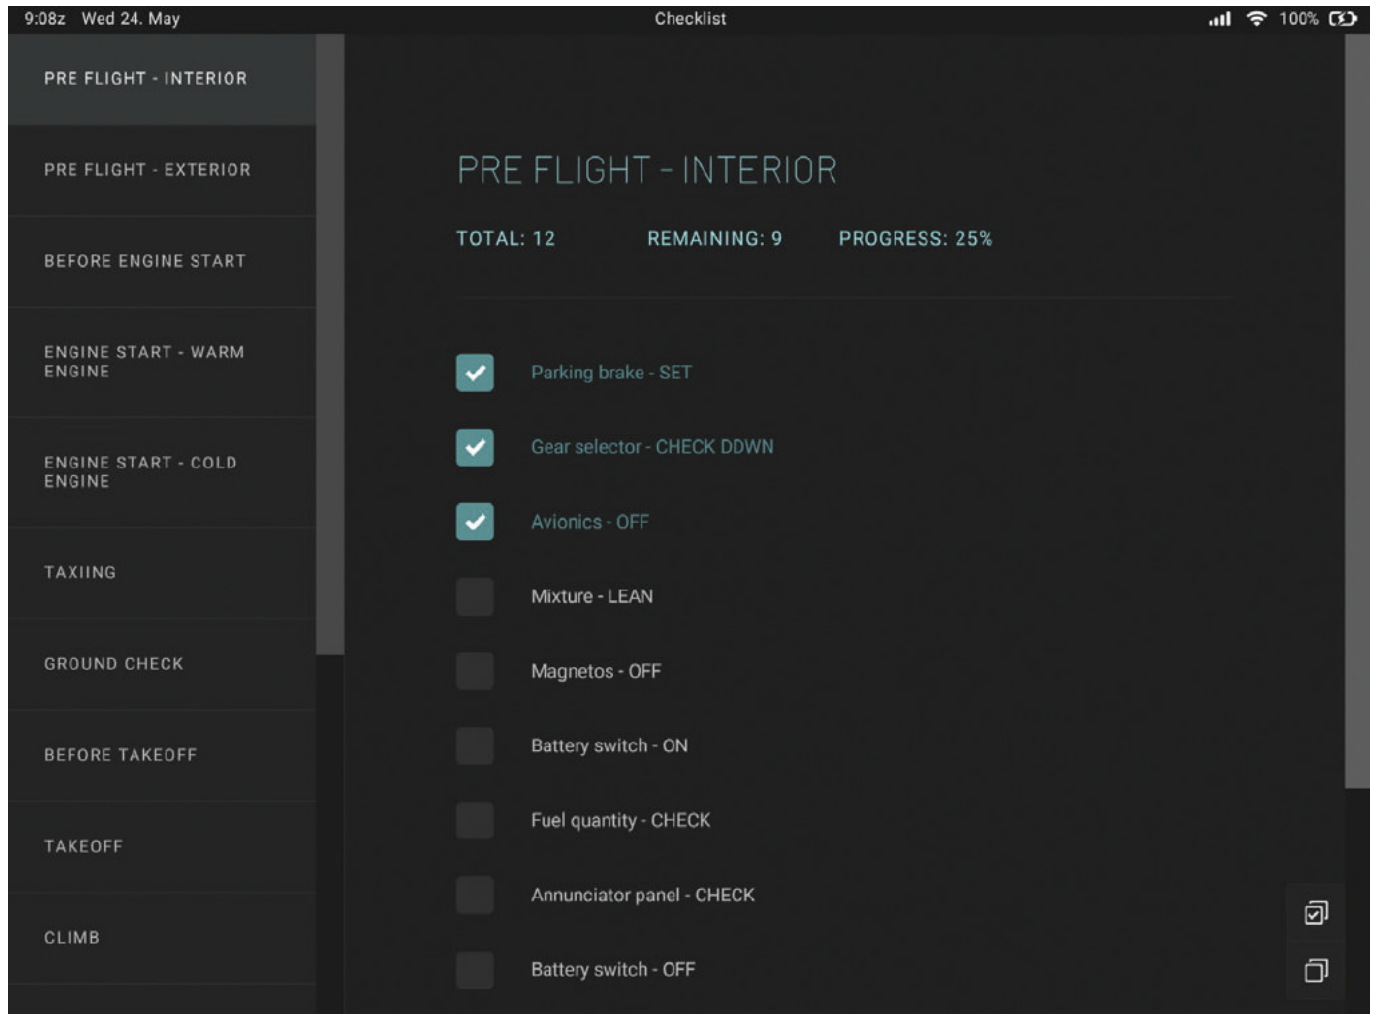 9:08z Wed 24. May
Checklist
100%
PRE FLIGHT - INTERIOR
PRE FLIGHT - EXTERIOR
BEFORE ENGINE START
ENGINE START - WARM
ENGINE
ENGINE START - COLD
ENGINE
TAXIING
GROUND CHECK
BEFORE TAKEOFF
TAKEOFF
CLIMB
PRE FLIGHT - INTERIOR
TOTAL: 12 REMAINING: 9 PROGRESS: 25%
Parking brake - SET
Gear selector - CHECK DDWN
Avionics - OFF
Mixture - LEAN
Magnetos - OFF
Battery switch - ON
Fuel quantity - CHECK
Annunciator panel - CHECK
Battery switch - OFF